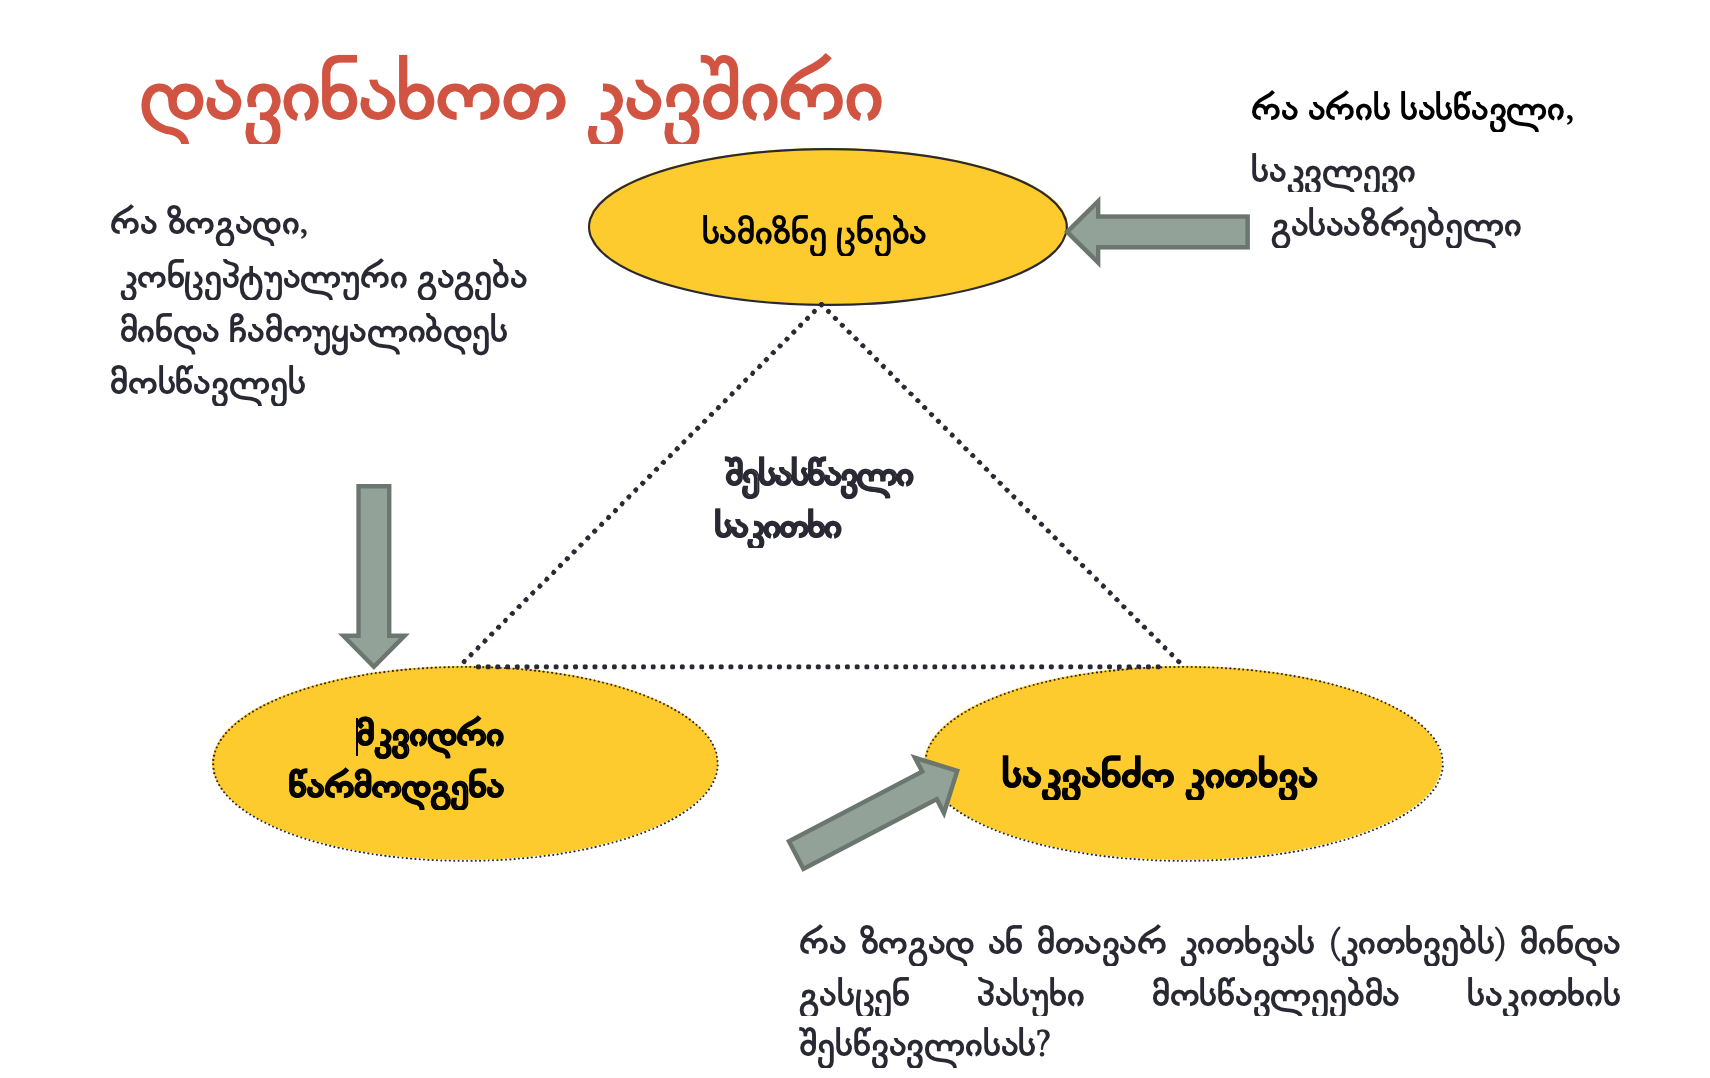 დავინახოთ კავშირი
რა არის სასწავლი,
საკვლევი
გასააზრებელი
რა ზოგადი,
კონცეპტუალური გაგება
მინდა ჩამოუყალიბდეს
მოსწავლეს
სამიზნე ცნება
შესასწავლი
საკითხი
მკვიდრი
წარმოდგენა
საკვანძო კითხვა
რა ზოგად ან მთავარ კითხვას (კითხვებს) მინდა
გასცენ პასუხი მოსწავლეებმა საკითხის
შესწვავლისას?